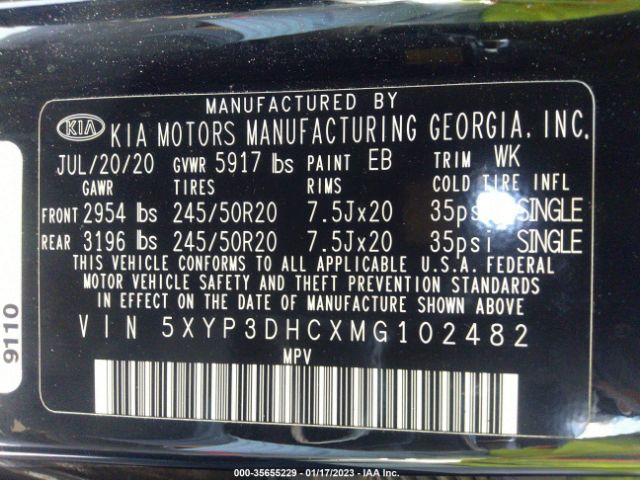 MANUFACTURED BY
KIA KIA MOTORS MANUFACTURING GEORGIA, INC.
JUL/20/20 GVWR 5917 lbs PAINT EB TRIM WK
GAWR TIRES RIMS COLD TIRE INFL
FRONT 2954 lbs 245/50R20 7.5Jx20 35psi SINGLE
REAR 3196 lbs 245/50R20 7.5Jx20 35psi SINGLE
THIS VEHICLE CONFORMS TO ALL APPLICABLE U.S.A. FEDERAL
MOTOR VEHICLE SAFETY AND THEFT PREVENTION STANDARDS
IN EFFECT ON THE DATE OF MANUFACTURE SHOWN ABOVE.
VIN 5XYP3DHCXMG102482
MPV
9110
000-35655229 - 01/17/2023 - IAA Inc.